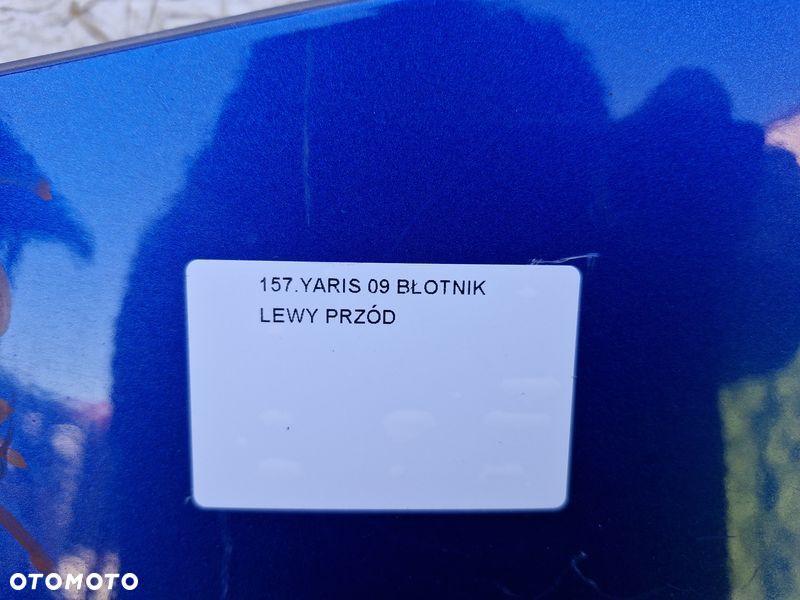 157.YARIS 09 BŁOTNIK
LEWY PRZÓD
OTOMOTO